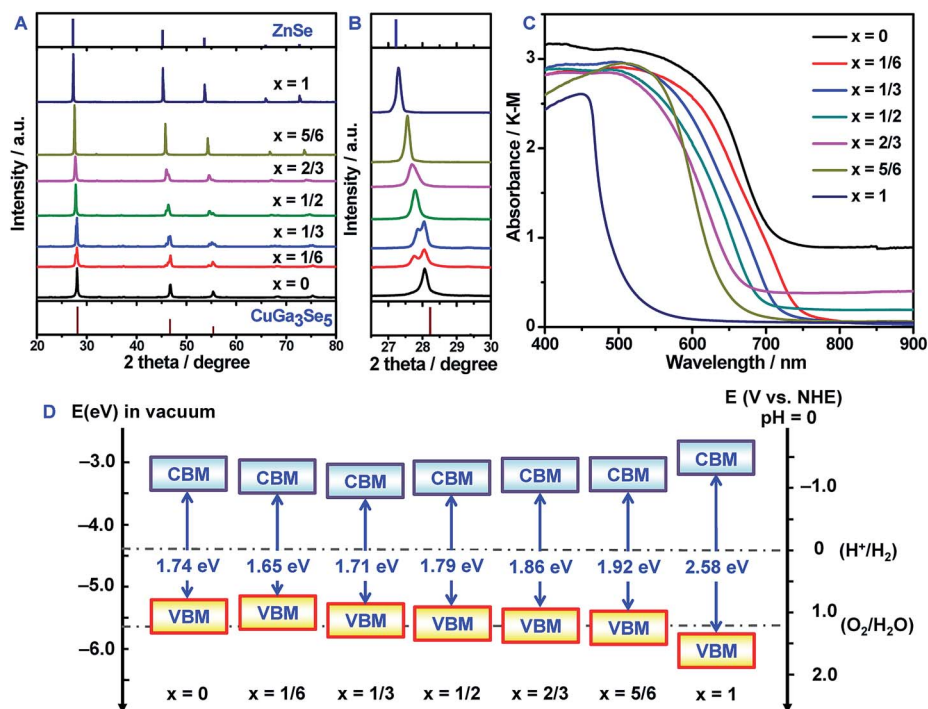 A
ZnSe
x = 1
x = 5/6
x = 2/3
x = 1/2
x = 1/3
x = 1/6
x = 0
CuGa₃Se₅
Intensity / a.u.
20 30 40 50 60 70 80
2 theta / degree
B
Intensity / a.u.
27 28 29 30
2 theta / degree
C
x = 0
x = 1/6
x = 1/3
x = 1/2
x = 2/3
x = 5/6
x = 1
Absorbance / K-M
3
2
1
0
400 500 600 700 800 900
Wavelength / nm
D E(eV) in vacuum
E (V vs. NHE)
pH = 0
–3.0
–4.0
–5.0
–6.0
CBM CBM CBM CBM CBM CBM CBM
1.74 eV 1.65 eV 1.71 eV 1.79 eV 1.86 eV 1.92 eV 2.58 eV
VBM VBM VBM VBM VBM VBM VBM
x = 0 x = 1/6 x = 1/3 x = 1/2 x = 2/3 x = 5/6 x = 1
–1.0
0 (H⁺/H₂)
1.0
(O₂/H₂O)
2.0